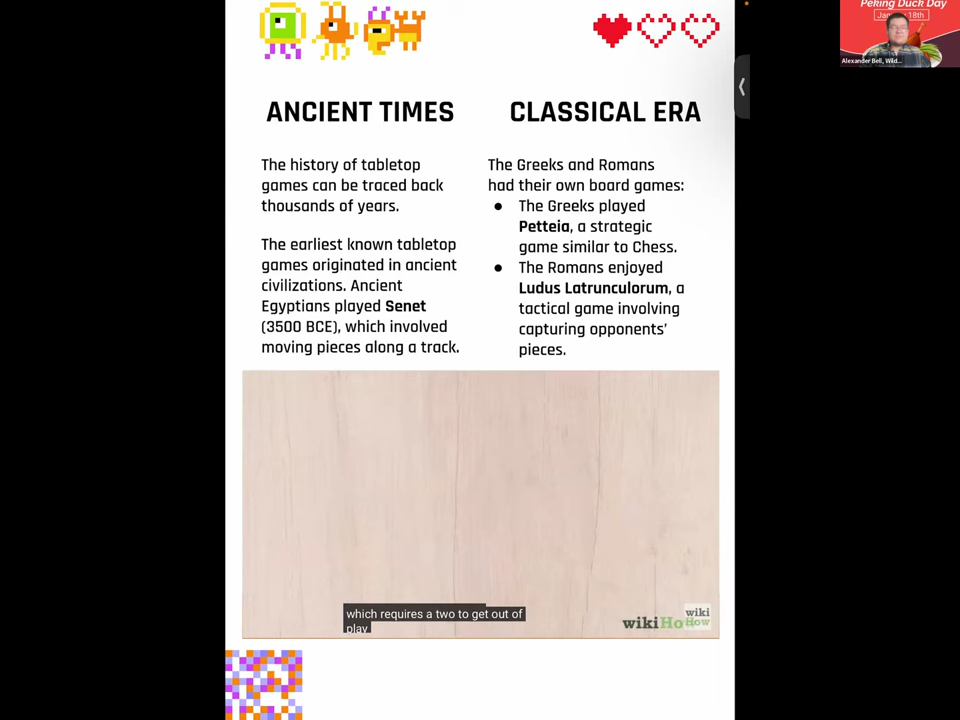 Peking Duck Day
January 18th
Alexander Bell, Wild...
ANCIENT TIMES
The history of tabletop
games can be traced back
thousands of years.
The earliest known tabletop
games originated in ancient
civilizations. Ancient
Egyptians played Senet
(3500 BCE), which involved
moving pieces along a track.
CLASSICAL ERA
The Greeks and Romans
had their own board games:
● The Greeks played
Petteia, a strategic
game similar to Chess.
● The Romans enjoyed
Ludus Latrunculorum, a
tactical game involving
capturing opponents’
pieces.
which requires a two to get out of
play
wikiHo
wiki
How